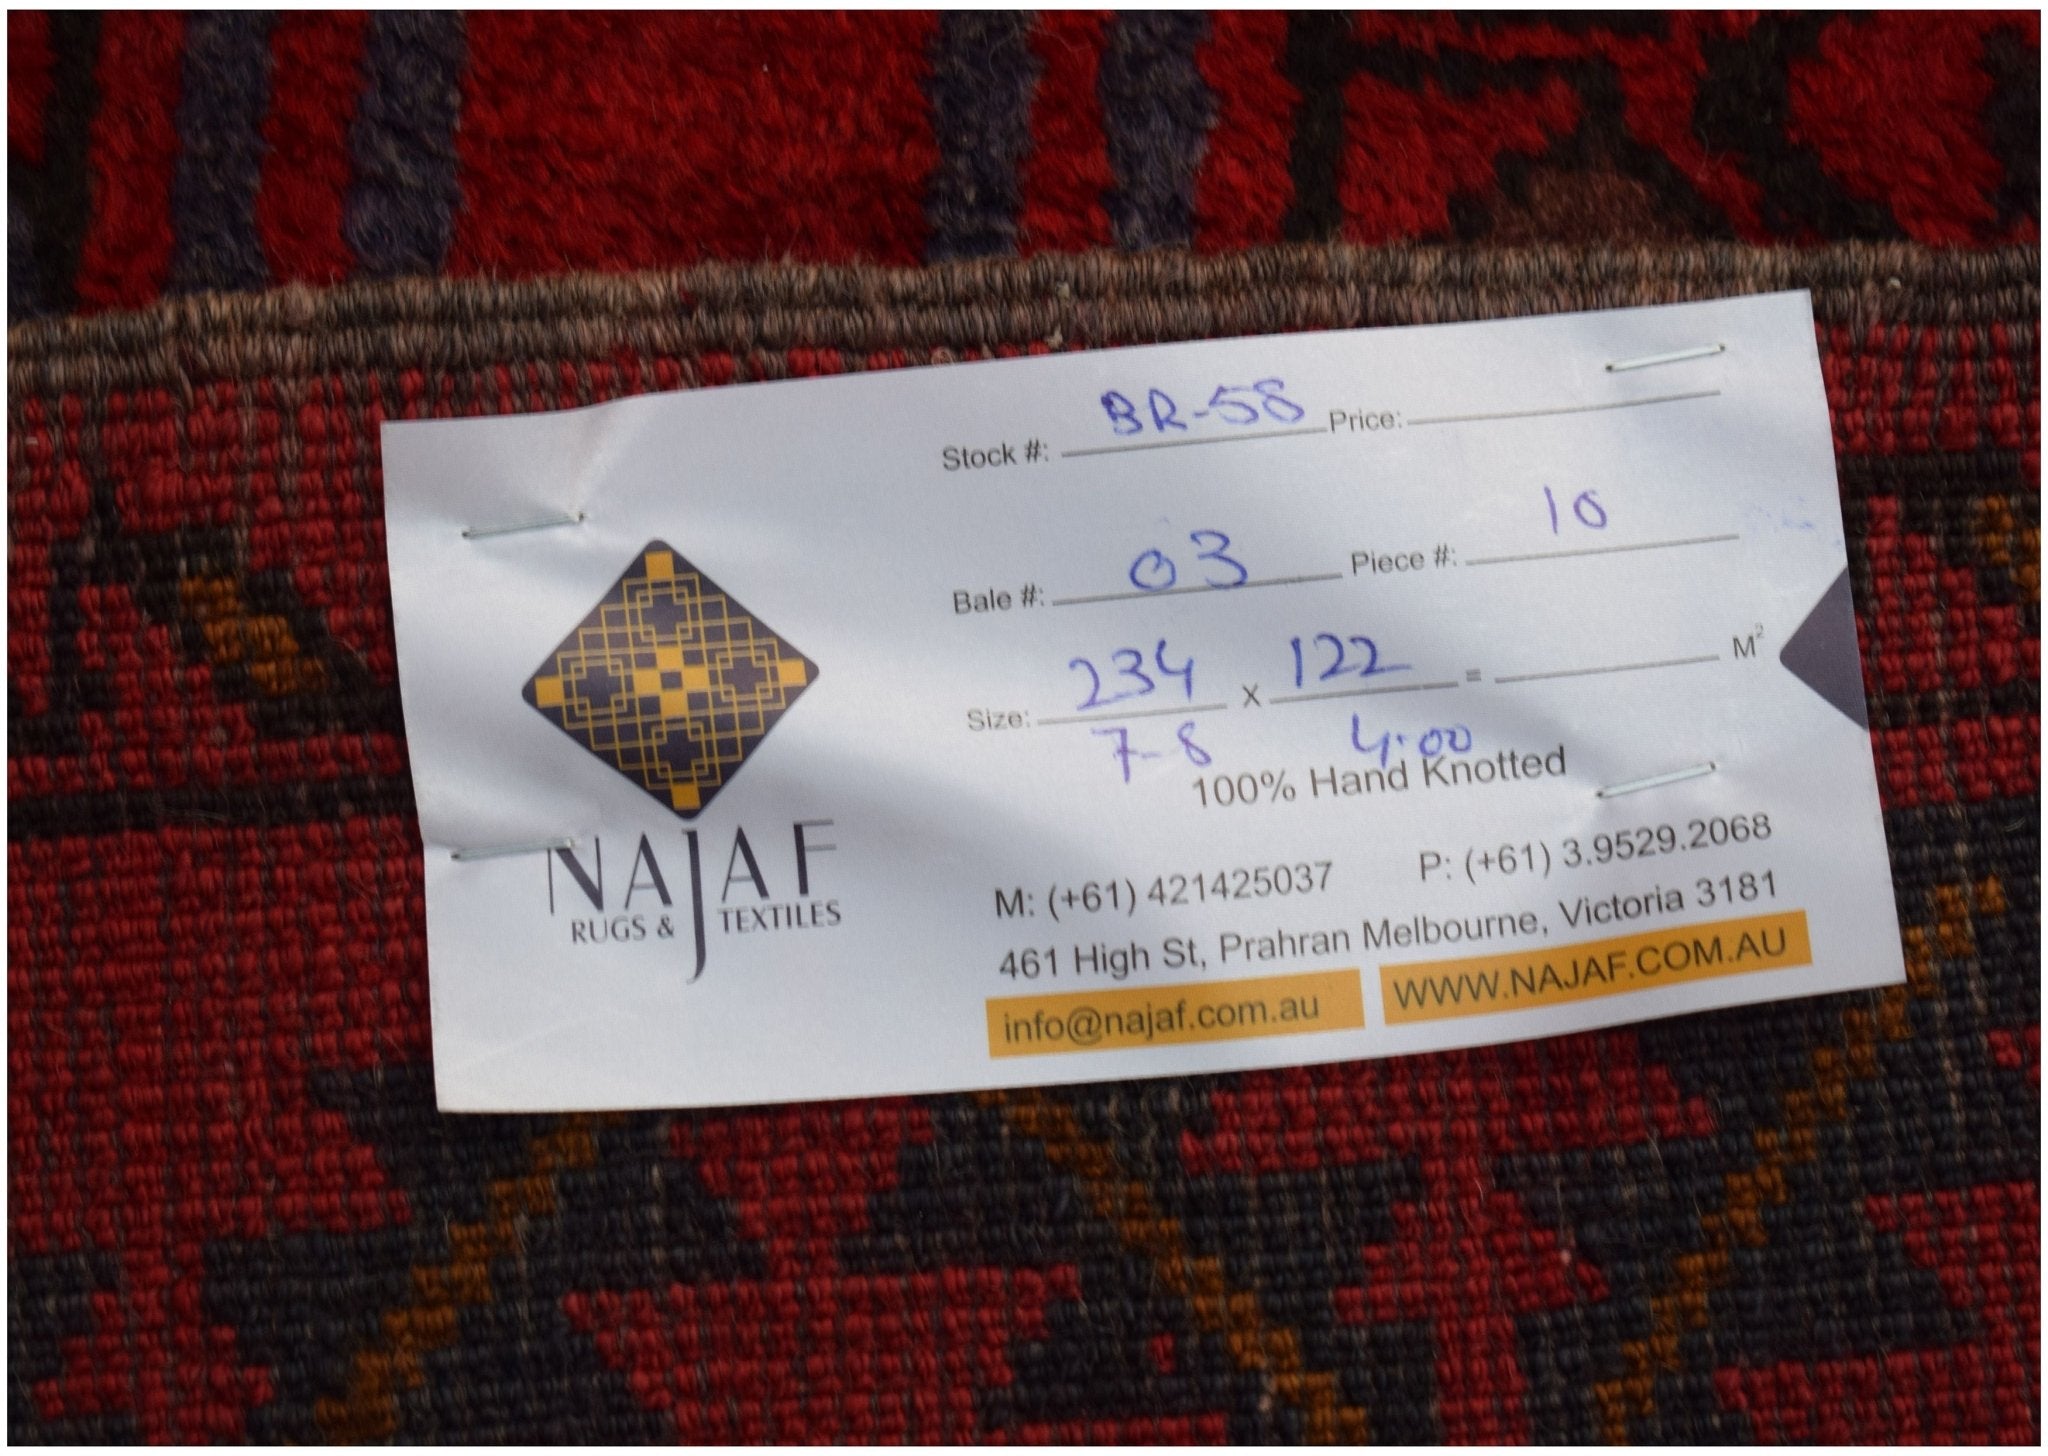 Stock #: BR-58 Price:
Bale #: 03 Piece #: 10
Size: 234 x 122 = M²
7-8 4.00
100% Hand Knotted
NAJAF
RUGS & TEXTILES
M: (+61) 421425037 P: (+61) 3.9529.2068
461 High St, Prahran Melbourne, Victoria 3181
info@najaf.com.au WWW.NAJAF.COM.AU